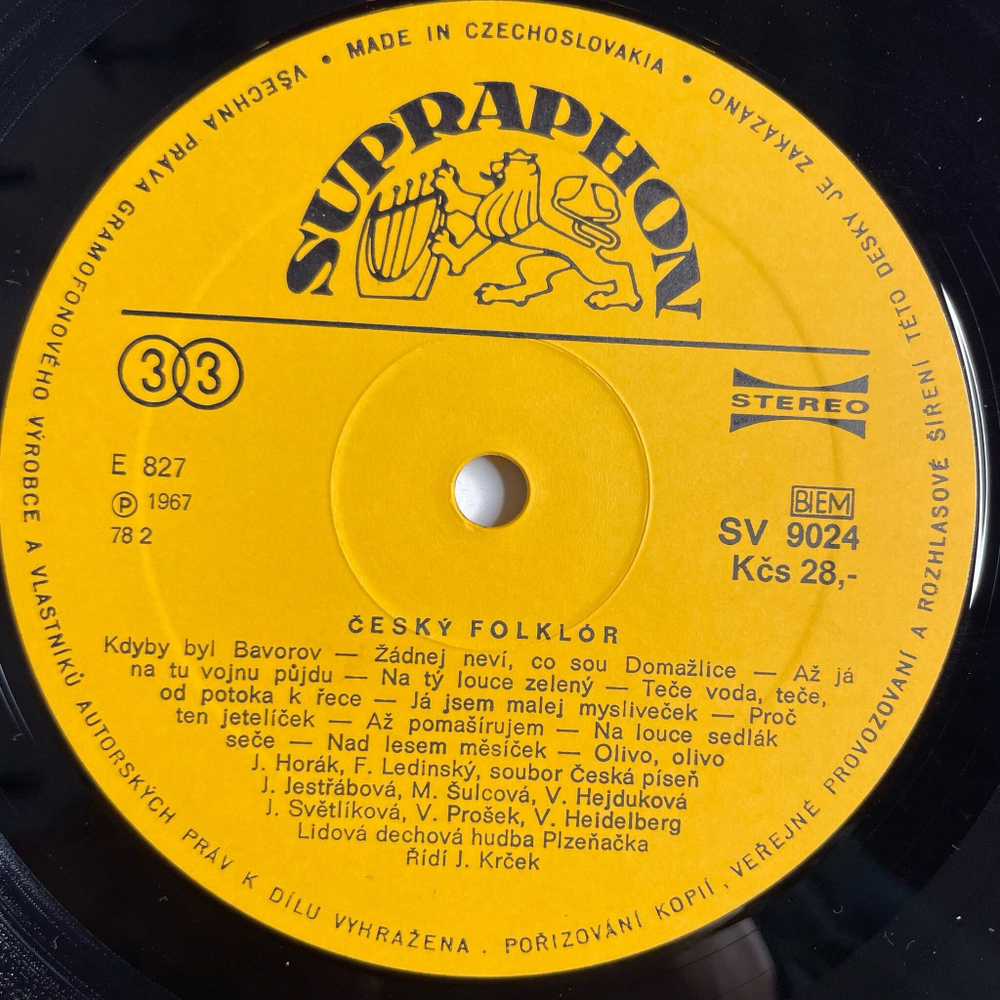 VŠECHNA PRÁVA GRAMOFONOVÉHO VÝROBCE A VLASTNÍKŮ AUTORSKÝCH PRÁV K DÍLU VYHRAŽENA . POŘIZOVÁNÍ KOPIÍ, VEŘEJNÉ PROVOZOVÁNÍ A ROZHLASOVÉ ŠÍŘENÍ TÉTO DESKY JE ZAKÁZÁNO
• MADE IN CZECHOSLOVAKIA •
SUPRAPHON
33
STEREO
E 827
Ⓟ 1967
78 2
BIEM
SV 9024
Kčs 28,-
ČESKÝ FOLKLÓR
Kdyby byl Bavorov — Žádnej neví, co sou Domažlice — Až já
na tu vojnu půjdu — Na tý louce zelený — Teče voda, teče,
od potoka k řece — Já jsem malej mysliveček — Proč
ten jetelíček — Až pomašírujem — Na louce sedlák
seče — Nad lesem měsíček — Olivo, olivo
J. Horák, F. Ledinský, soubor Česká píseň
J. Jestřábová, M. Šulcová, V. Hejduková
J. Světlíková, V. Prošek, V. Heidelberg
Lidová dechová hudba Plzeňačka
Řídí J. Krček